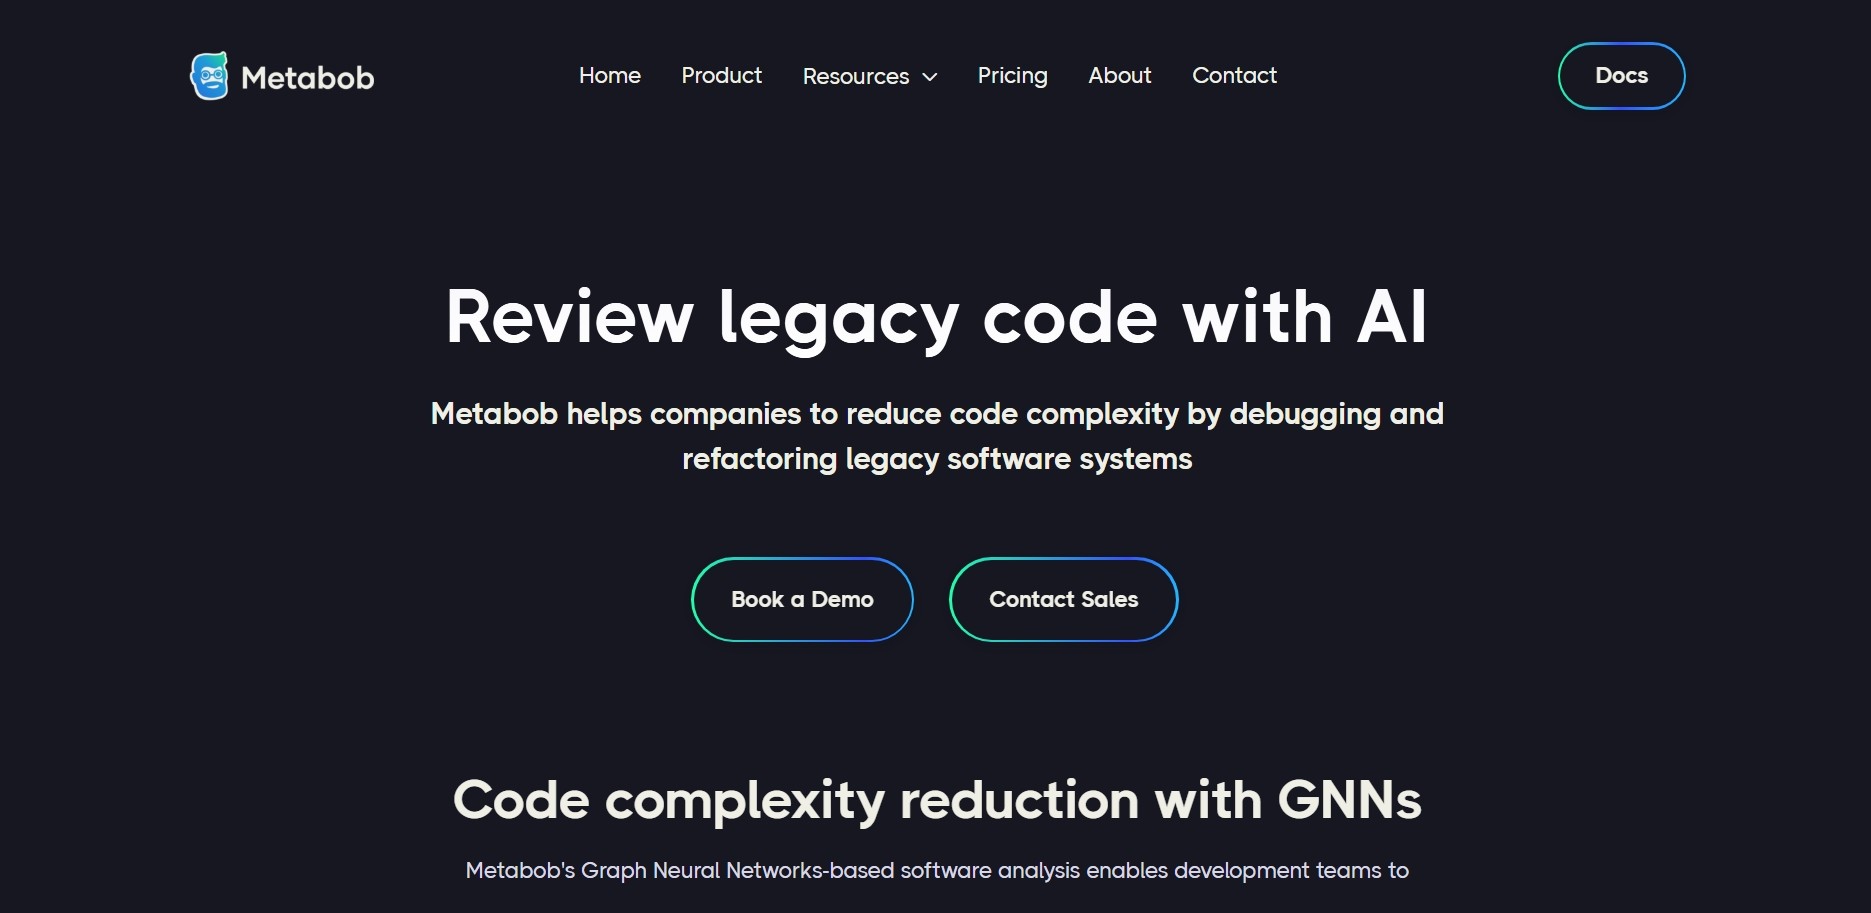 Metabob
Home
Product
Resources
Pricing
About
Contact
Docs
Review legacy code with AI
Metabob helps companies to reduce code complexity by debugging and
refactoring legacy software systems
Book a Demo
Contact Sales
Code complexity reduction with GNNs
Metabob's Graph Neural Networks-based software analysis enables development teams to